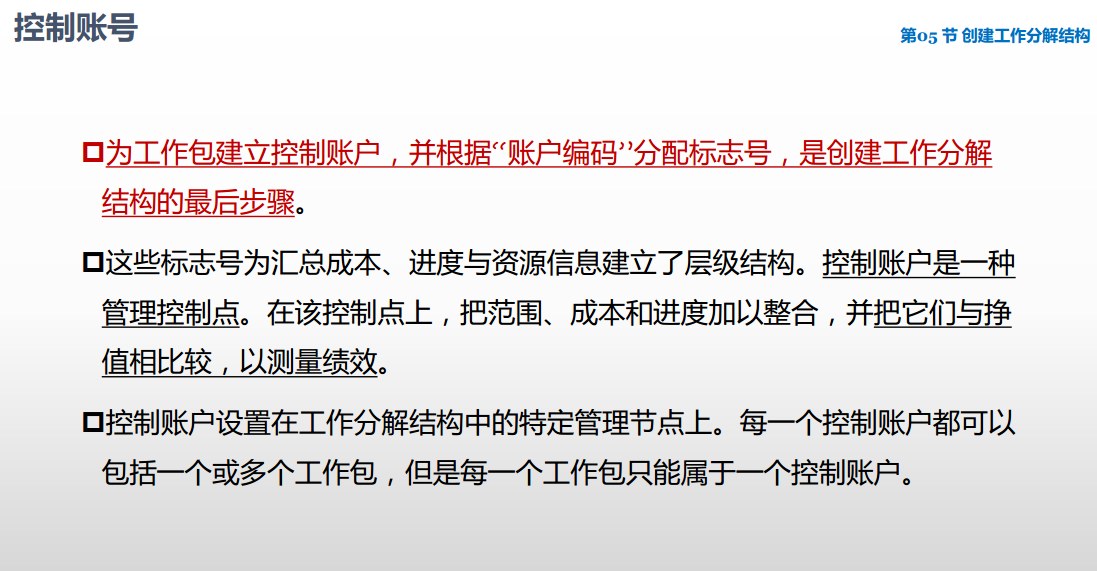 控制账号
第05 节 创建工作分解结构
为工作包建立控制账户，并根据“账户编码”分配标志号，是创建工作分解
结构的最后步骤。
这些标志号为汇总成本、进度与资源信息建立了层级结构。控制账户是一种
管理控制点。在该控制点上，把范围、成本和进度加以整合，并把它们与挣
值相比较，以测量绩效。
控制账户设置在工作分解结构中的特定管理节点上。每一个控制账户都可以
包括一个或多个工作包，但是每一个工作包只能属于一个控制账户。